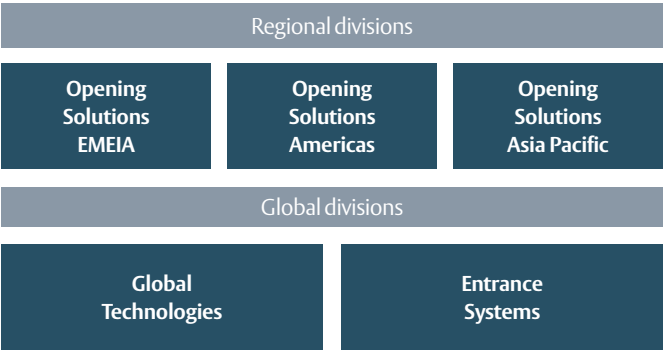 Regional divisions
Opening
Solutions
EMEIA
Opening
Solutions
Americas
Opening
Solutions
Asia Pacific
Global divisions
Global
Technologies
Entrance
Systems